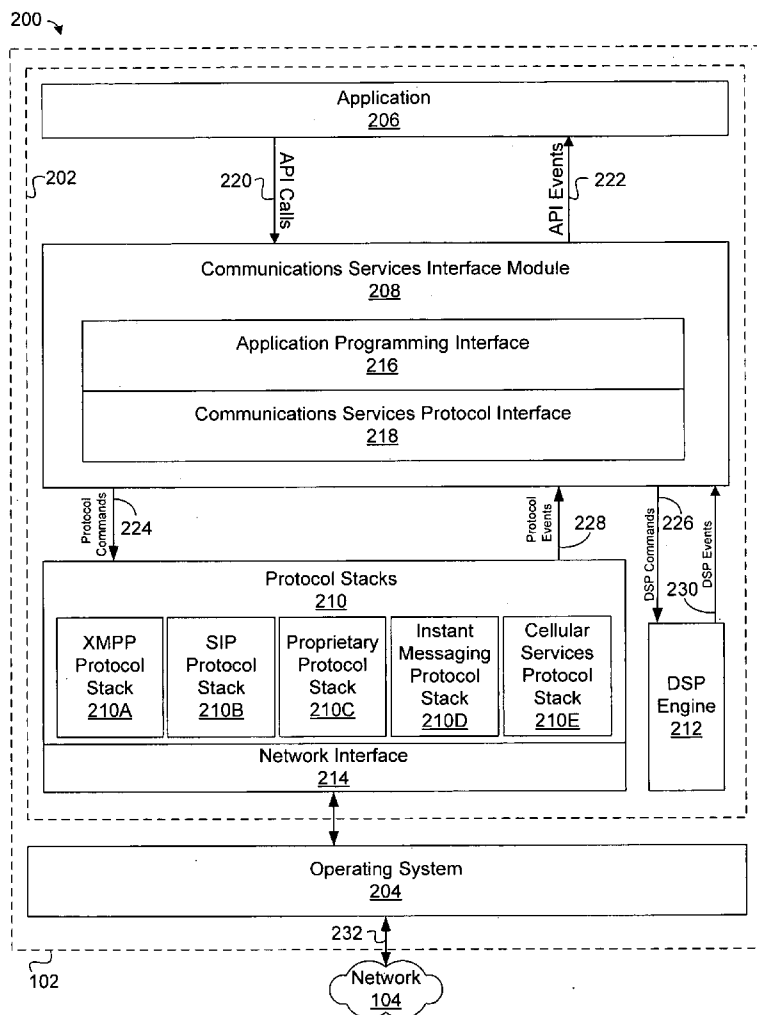 200
Application
206
202
220
API Calls
API Events
222
Communications Services Interface Module
208
Application Programming Interface
216
Communications Services Protocol Interface
218
Protocol
Commands
224
Protocol
Events
228
DSP Commands
226
230
DSP Events
Protocol Stacks
210
XMPP
Protocol
Stack
210A
SIP
Protocol
Stack
210B
Proprietary
Protocol
Stack
210C
Instant
Messaging
Protocol
Stack
210D
Cellular
Services
Protocol
Stack
210E
DSP
Engine
212
Network Interface
214
Operating System
204
232
102
Network
104